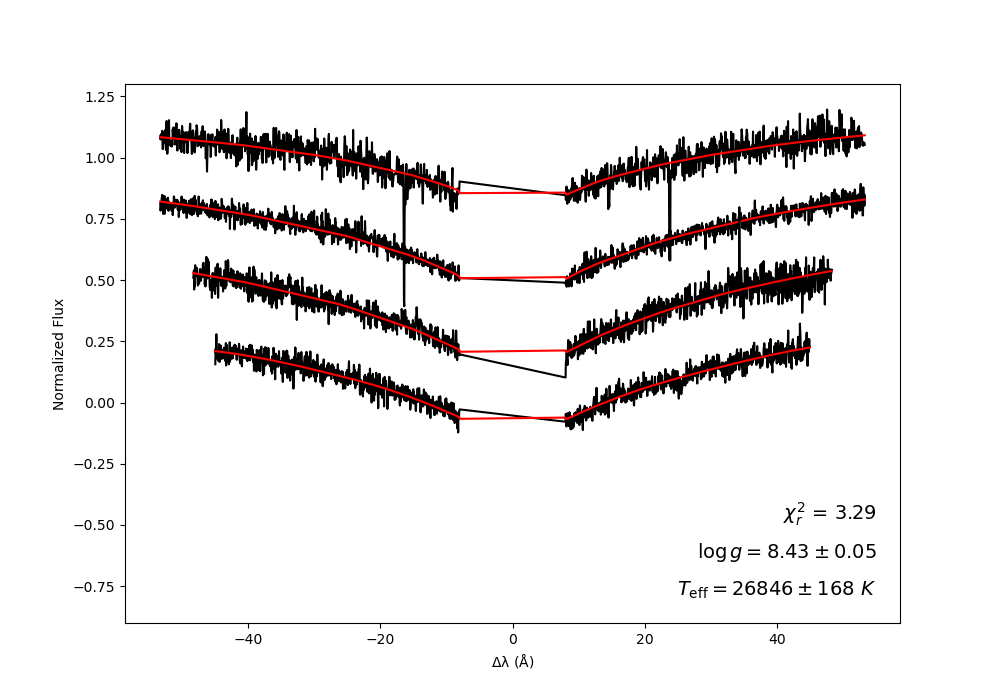 1.25
1.00
0.75
0.50
0.25
0.00
−0.25
−0.50
−0.75
Normalized Flux
χ²ᵣ = 3.29
log g = 8.43 ± 0.05
T_eff = 26846 ± 168 K
−40
−20
0
20
40
Δλ (Å)